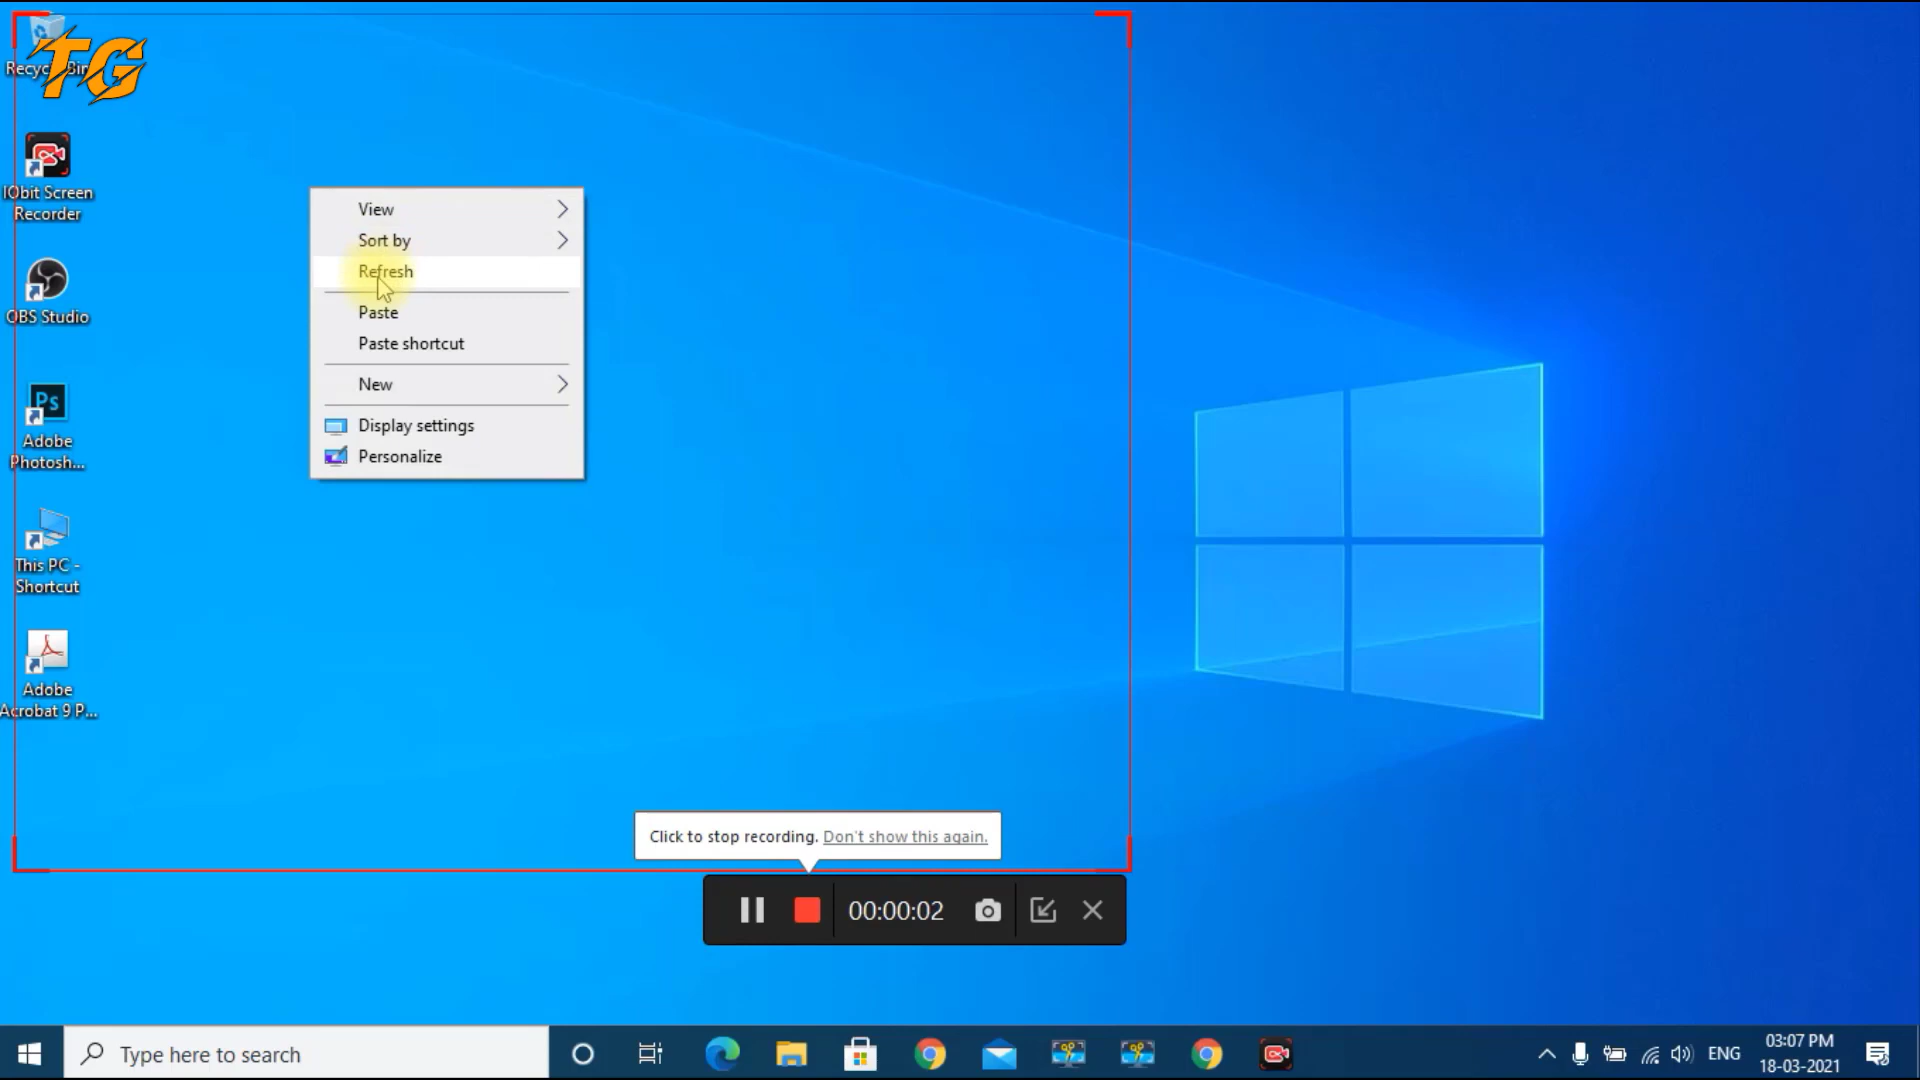 Recycle Bin
TG
IObit Screen
Recorder
OBS Studio
Ps
Adobe
Photosh...
This PC -
Shortcut
Adobe
Acrobat 9 P...
View
Sort by
Refresh
Paste
Paste shortcut
New
Display settings
Personalize
Click to stop recording. Don't show this again.
00:00:02
Type here to search
ENG
03:07 PM
18-03-2021